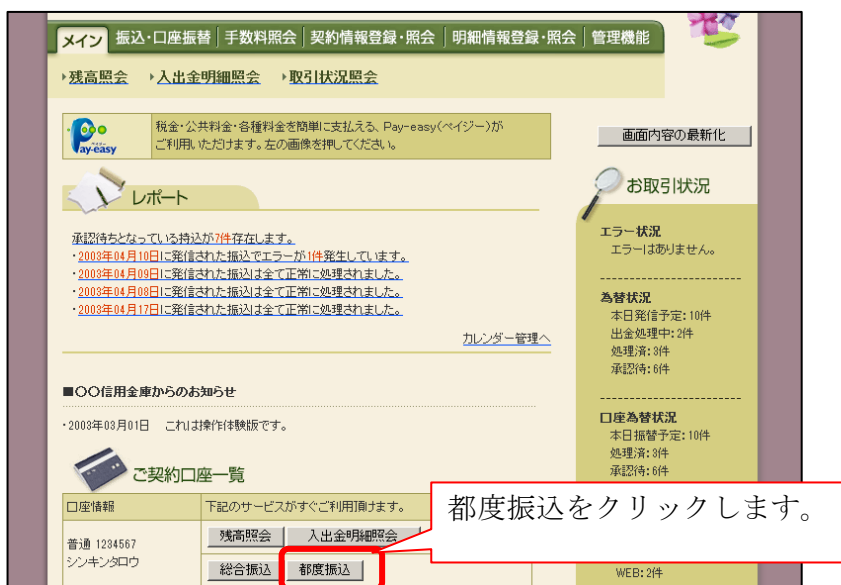 メイン 振込・口座振替 手数料照会 契約情報登録・照会 明細情報登録・照会 管理機能
残高照会 入出金明細照会 取引状況照会
Pay-easy
税金・公共料金・各種料金を簡単に支払える、Pay-easy(ペイジー)が
ご利用いただけます。左の画像を押してください。
画面内容の最新化
レポート
承認待ちとなっている持込が7件存在します。
・2003年04月10日に発信された振込でエラーが1件発生しています。
・2003年04月09日に発信された振込は全て正常に処理されました。
・2003年04月08日に発信された振込は全て正常に処理されました。
・2003年04月17日に発信された振込は全て正常に処理されました。
カレンダー管理へ
■〇〇信用金庫からのお知らせ
・2003年03月01日 これは操作体験版です。
ご契約口座一覧
口座情報 下記のサービスがすぐご利用頂けます。
普通 1234567
シンキンタロウ
残高照会 入出金明細照会
総合振込 都度振込
お取引状況
エラー状況
エラーはありません。
為替状況
本日発信予定:10件
出金処理中:2件
処理済:3件
承認待:6件
口座為替状況
本日振替予定:10件
処理済:3件
承認待:6件
都度振込をクリックします。
WEB:2件